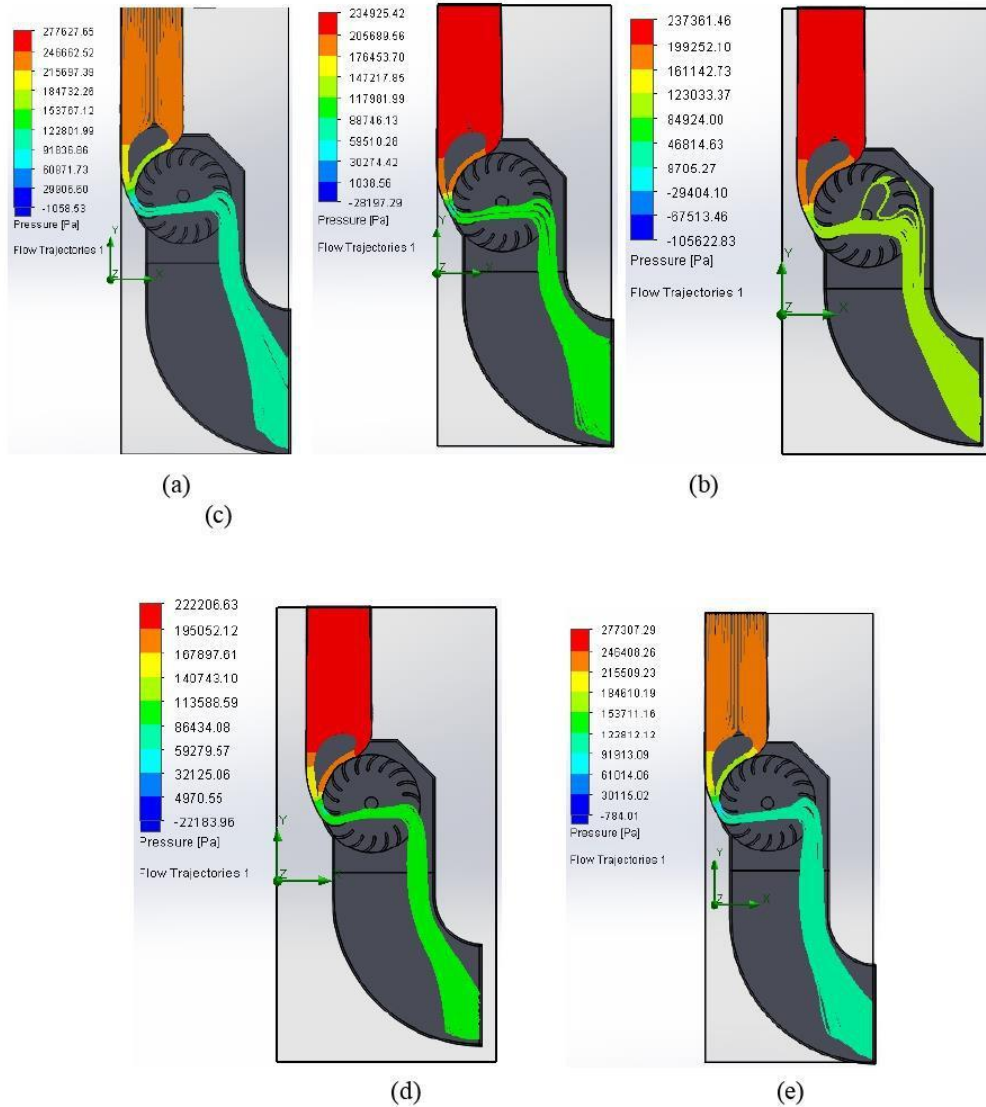 277627.65
246662.52
215697.39
184732.26
153767.12
122801.99
91836.86
60871.73
29906.60
-1058.53
Pressure [Pa]
Flow Trajectories 1
Y
Z
X
234925.42
205689.56
176453.70
147217.85
117981.99
88746.13
59510.28
30274.42
1038.56
-28197.29
Pressure [Pa]
Flow Trajectories 1
Y
Z
237361.46
199252.10
161142.73
123033.37
84924.00
46814.63
8705.27
-29404.10
-67513.46
-105622.83
Pressure [Pa]
Flow Trajectories 1
Y
Z
X
(a)
(b)
(c)
222206.63
195052.12
167897.61
140743.10
113588.59
86434.08
59279.57
32125.06
4970.55
-22183.96
Pressure [Pa]
Flow Trajectories 1
Y
Z
277307.29
246408.26
215509.23
184610.19
153711.16
122812.12
91913.09
61014.06
30115.02
-784.01
Pressure [Pa]
Flow Trajectories 1
Y
Z
X
(d)
(e)